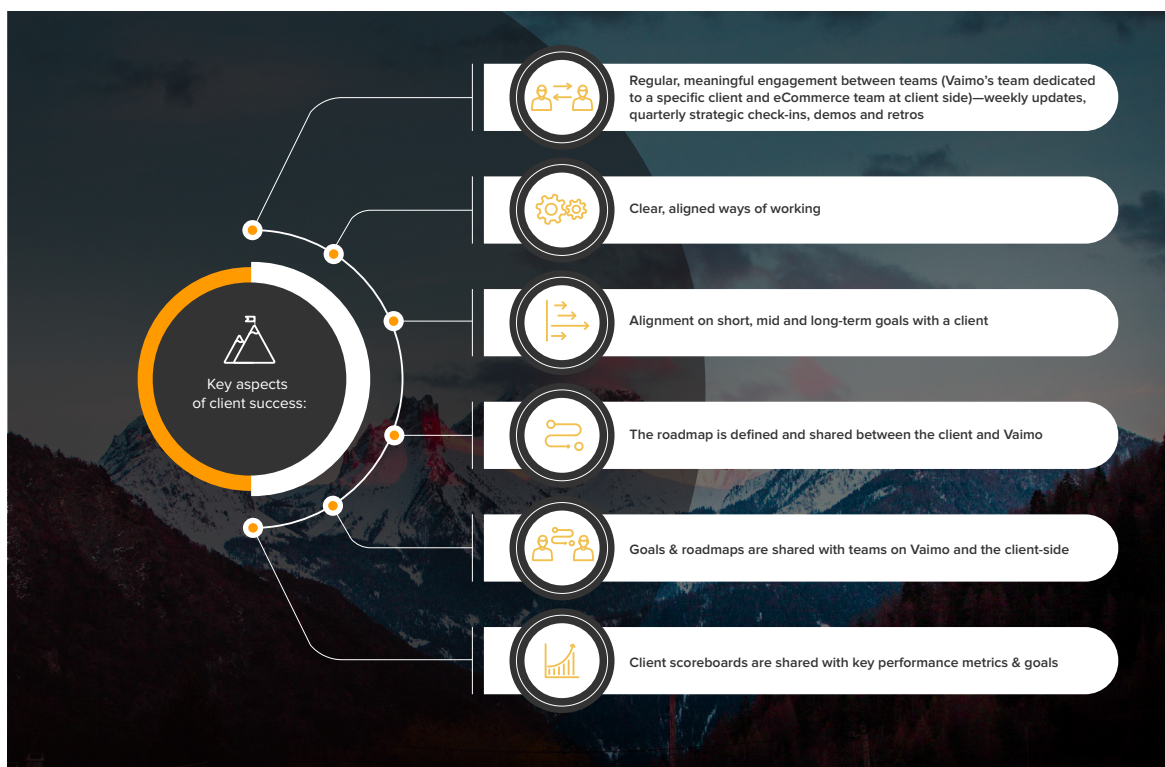 Regular, meaningful engagement between teams (Vaimo's team dedicated
to a specific client and eCommerce team at client side)—weekly updates,
quarterly strategic check-ins, demos and retros
Clear, aligned ways of working
Alignment on short, mid and long-term goals with a client
Key aspects
of client success:
The roadmap is defined and shared between the client and Vaimo
Goals & roadmaps are shared with teams on Vaimo and the client-side
Client scoreboards are shared with key performance metrics & goals